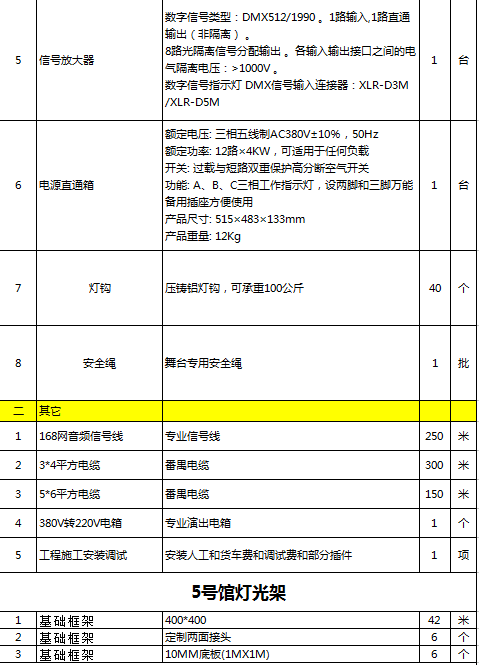 数字信号类型：DMX512/1990 。1路输入,1路直通
输出（非隔离） 。
5 信号放大器 8路光隔离信号分配输出 。各输入输出接口之间的电 1 台
气隔离电压：>1000V 。
数字信号指示灯 DMX信号输入连接器：XLR-D3M
/XLR-D5M
额定电压: 三相五线制AC380V±10%，50Hz
额定功率: 12路×4KW，可适用于任何负载
开关: 过载与短路双重保护高分断空气开关
6 电源直通箱 功能: A、B、C三相工作指示灯，设两脚和三脚万能 1 台
备用插座方便使用
产品尺寸: 515×483×133mm
产品重量: 12Kg
7 灯钩 压铸铝灯钩，可承重100公斤 40 个
8 安全绳 舞台专用安全绳 1 批
二 其它
1 168网音频信号线 专业信号线 250 米
2 3*4平方电缆 番禺电缆 300 米
3 5*6平方电缆 番禺电缆 150 米
4 380V转220V电箱 专业演出电箱 1 个
5 工程施工安装调试 安装人工和货车费和调试费和部分插件 1 项
5号馆灯光架
1 基础框架 400*400 42 米
2 基础框架 定制两面接头 6 个
3 基础框架 10MM底板(1MX1M) 6 个